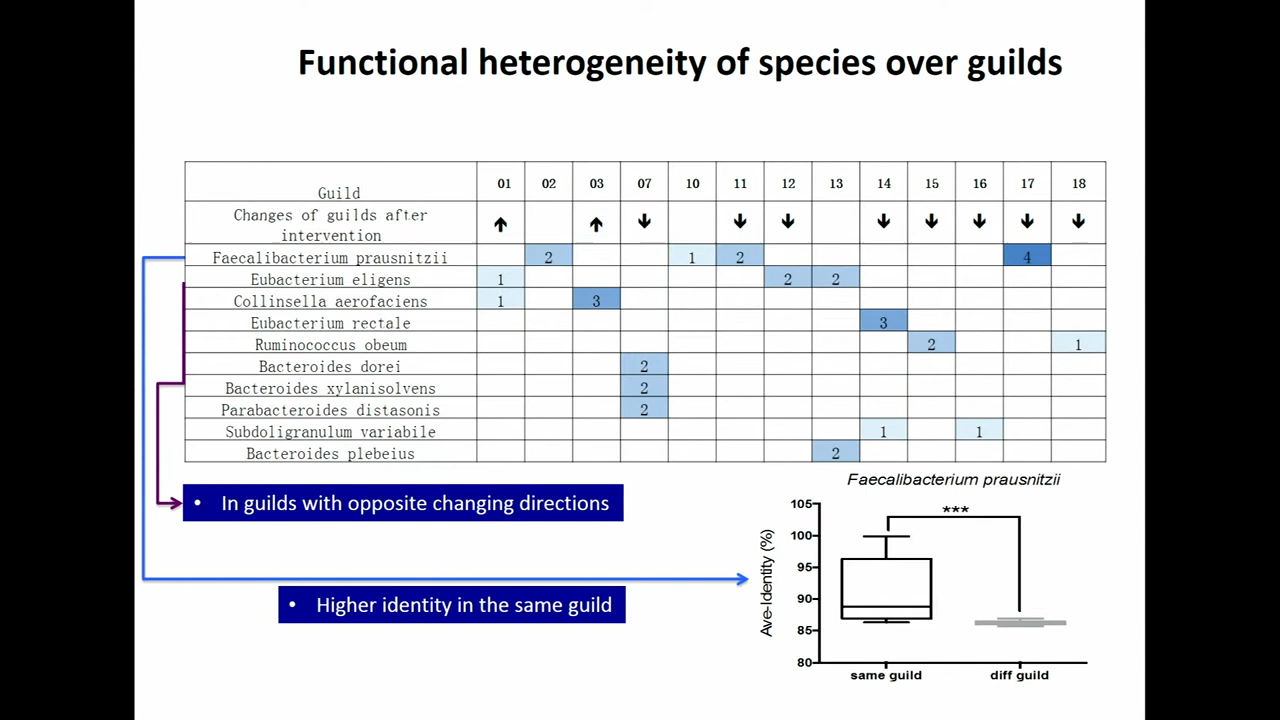 Functional heterogeneity of species over guilds
Guild 01 02 03 07 10 11 12 13 14 15 16 17 18
Changes of guilds after
intervention ↑ ↑ ↓ ↓ ↓ ↓ ↓ ↓ ↓ ↓
Faecalibacterium prausnitzii 2 1 2 4
Eubacterium eligens 1 2 2
Collinsella aerofaciens 1 3
Eubacterium rectale 3
Ruminococcus obeum 2 1
Bacteroides dorei 2
Bacteroides xylanisolvens 2
Parabacteroides distasonis 2
Subdoligranulum variabile 1 1
Bacteroides plebeius 2
• In guilds with opposite changing directions
• Higher identity in the same guild
Faecalibacterium prausnitzii
***
Ave-Identity (%)
105
100
95
90
85
80
same guild diff guild